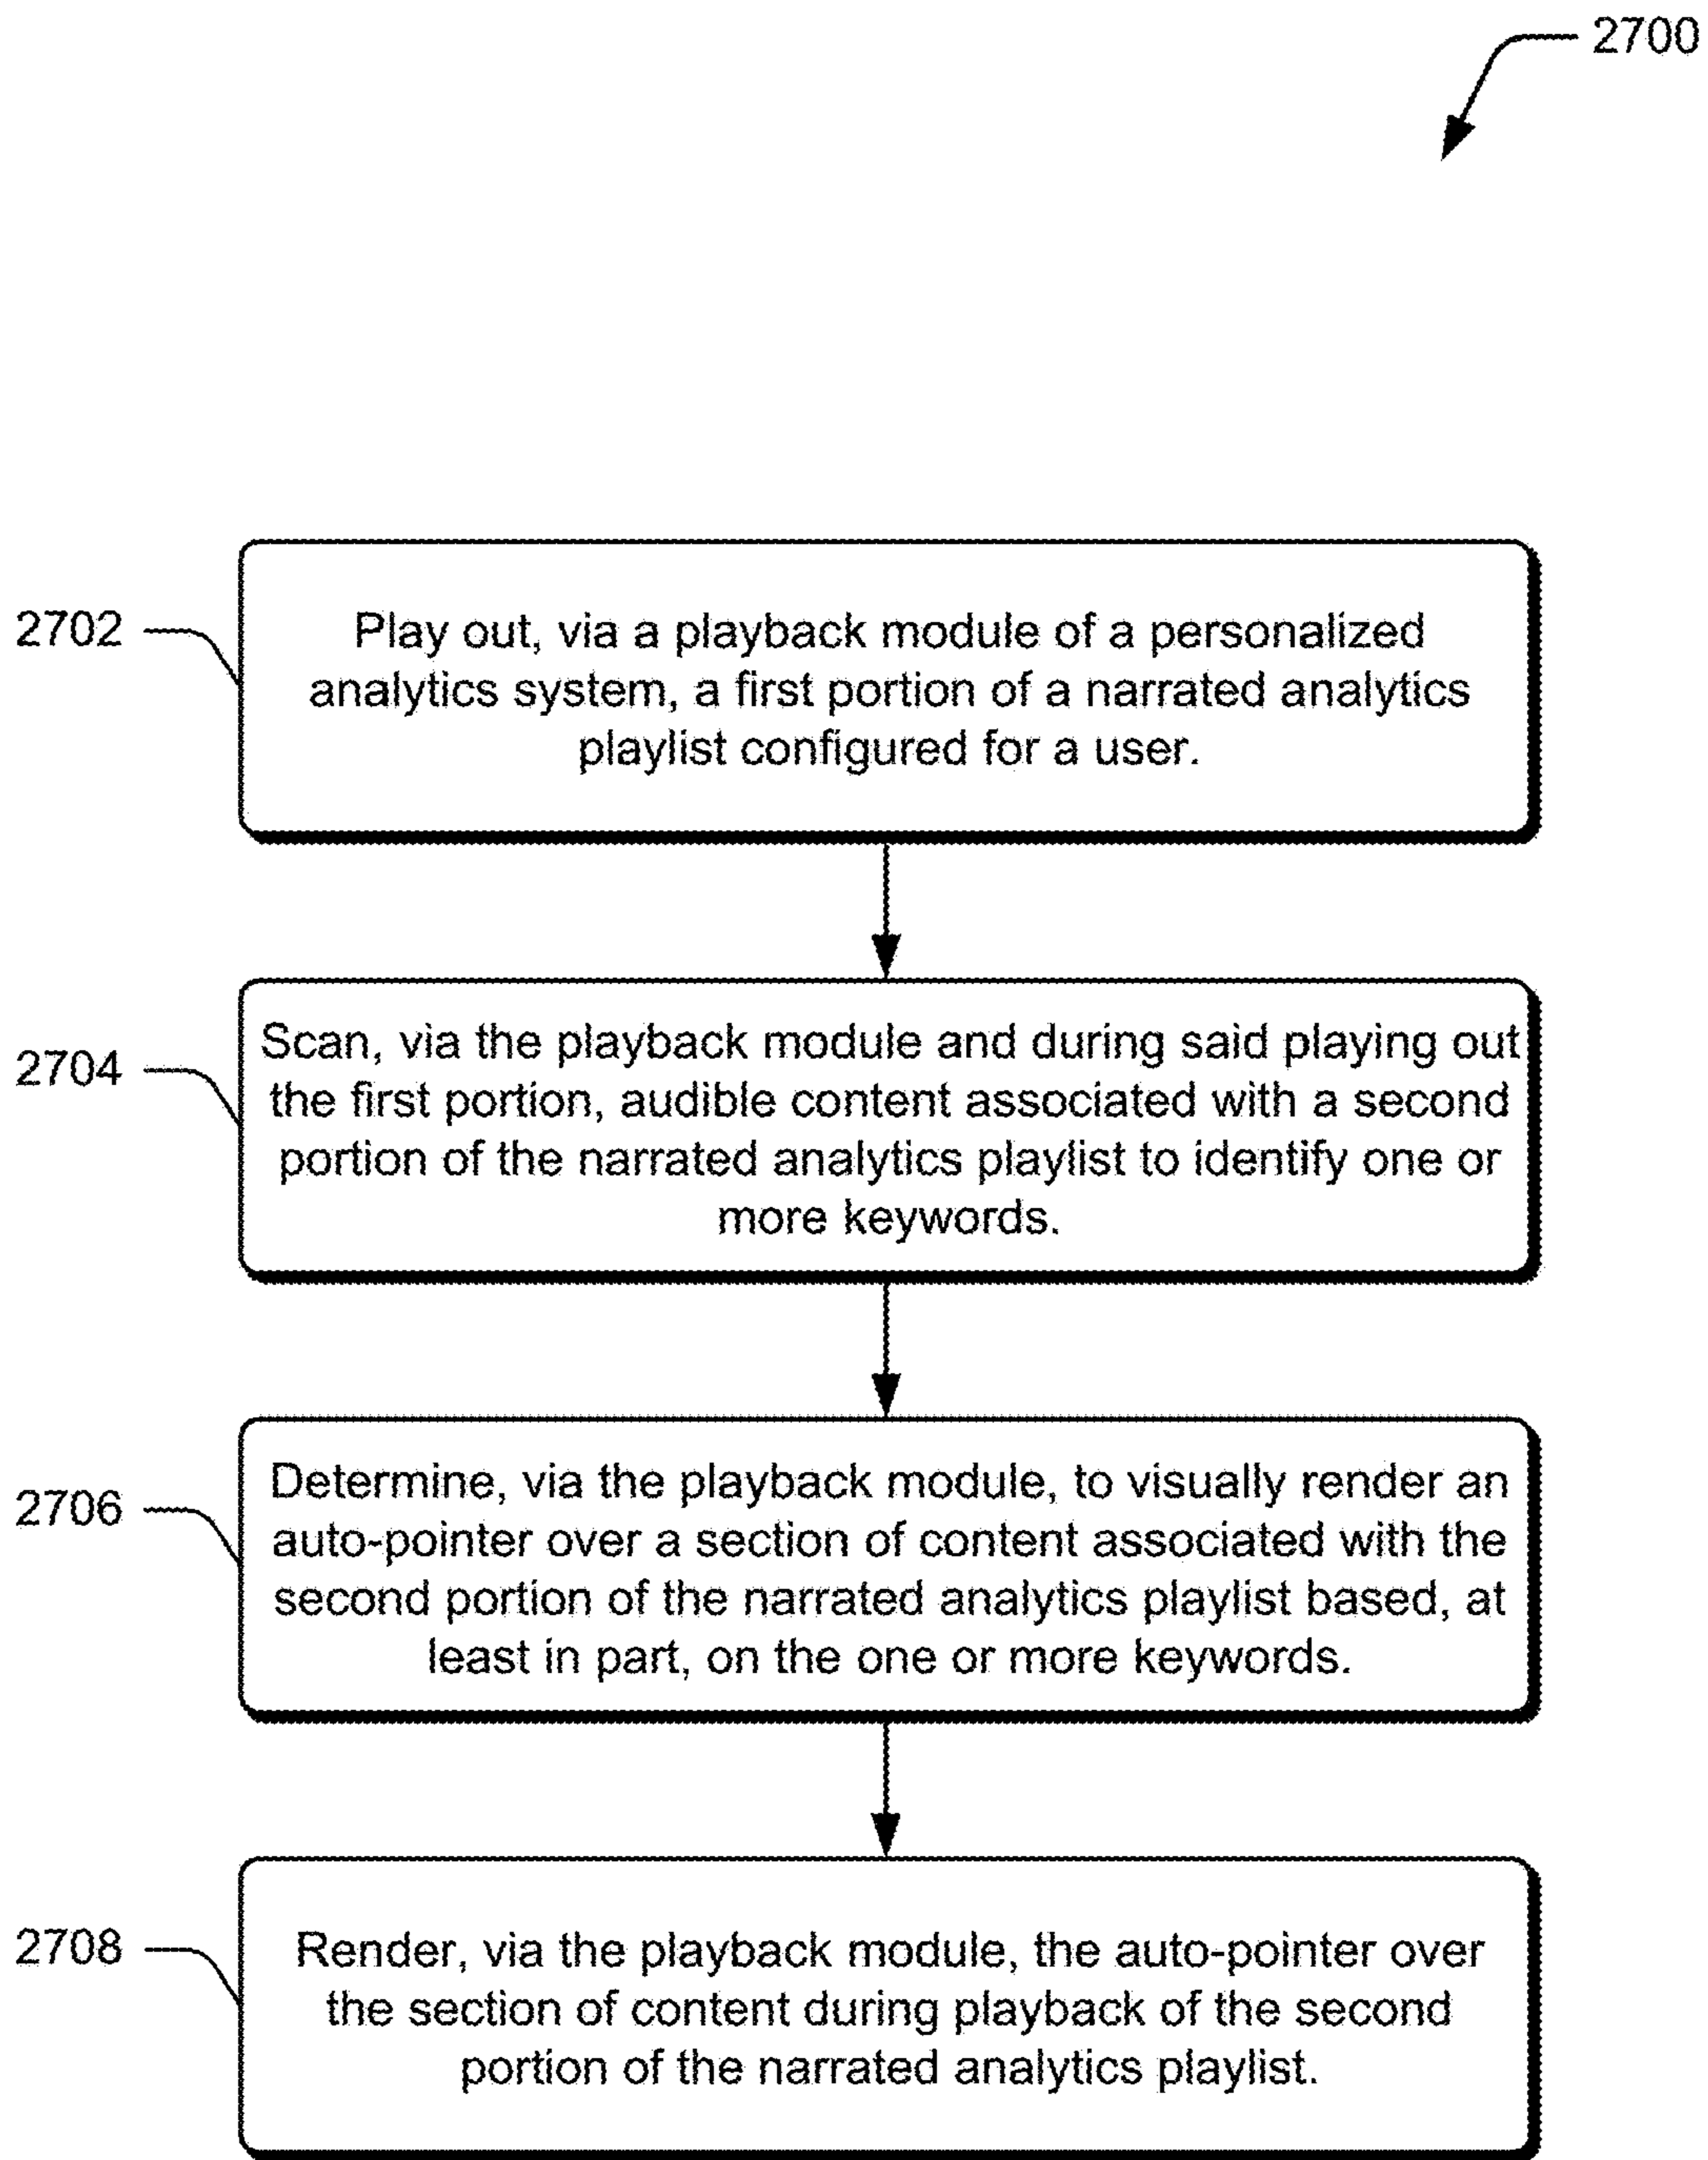 2700
2702
Play out, via a playback module of a personalized
analytics system, a first portion of a narrated analytics
playlist configured for a user.
2704
Scan, via the playback module and during said playing out
the first portion, audible content associated with a second
portion of the narrated analytics playlist to identify one or
more keywords.
2706
Determine, via the playback module, to visually render an
auto-pointer over a section of content associated with the
second portion of the narrated analytics playlist based, at
least in part, on the one or more keywords.
2708
Render, via the playback module, the auto-pointer over
the section of content during playback of the second
portion of the narrated analytics playlist.